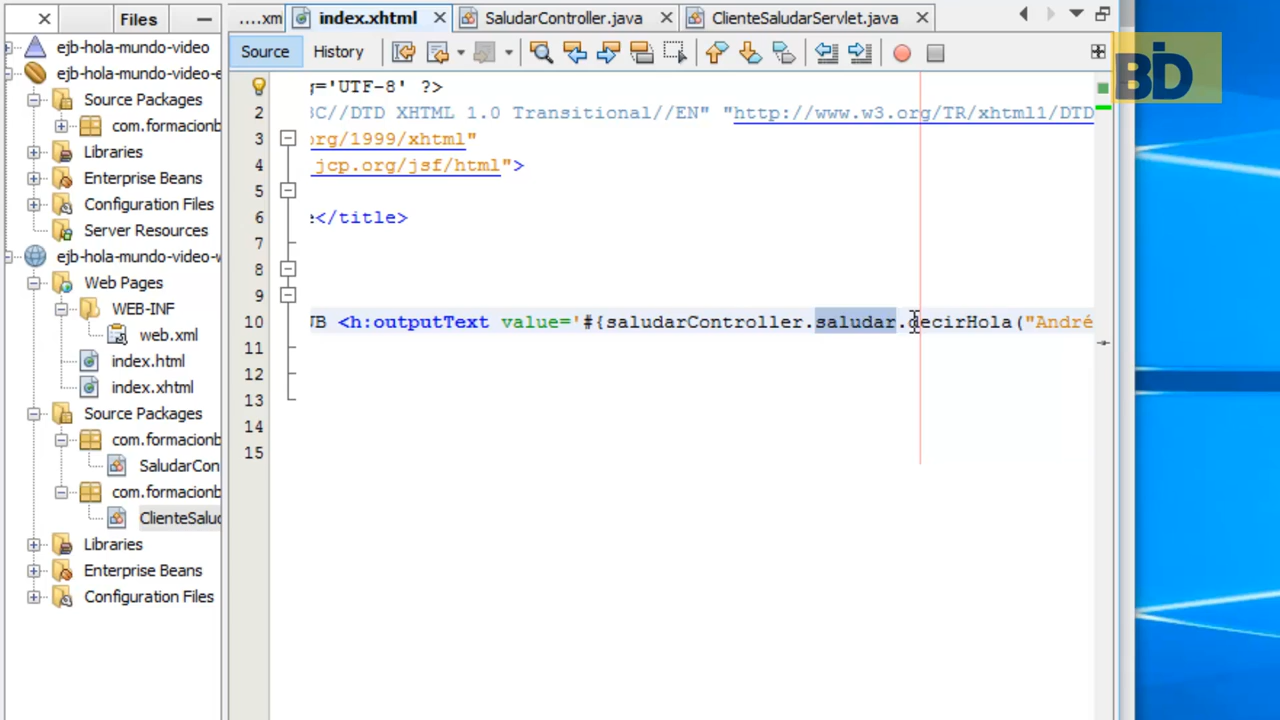 Files
....xm
index.xhtml
SaludarController.java
ClienteSaludarServlet.java
Source
History
ejb-hola-mundo-video
ejb-hola-mundo-video-e
Source Packages
com.formacionb
Libraries
Enterprise Beans
Configuration Files
Server Resources
ejb-hola-mundo-video-w
Web Pages
WEB-INF
web.xml
index.html
index.xhtml
Source Packages
com.formacionb
SaludarCon
com.formacionb
ClienteSalud
Libraries
Enterprise Beans
Configuration Files
g='UTF-8' ?>
2 BC//DTD XHTML 1.0 Transitional//EN" "http://www.w3.org/TR/xhtml1/DTD
3 org/1999/xhtml"
4 jcp.org/jsf/html">
5
6 e</title>
7
8
9
10 JB <h:outputText value='#{saludarController.saludar.decirHola("André
11
12
13
14
15
BD